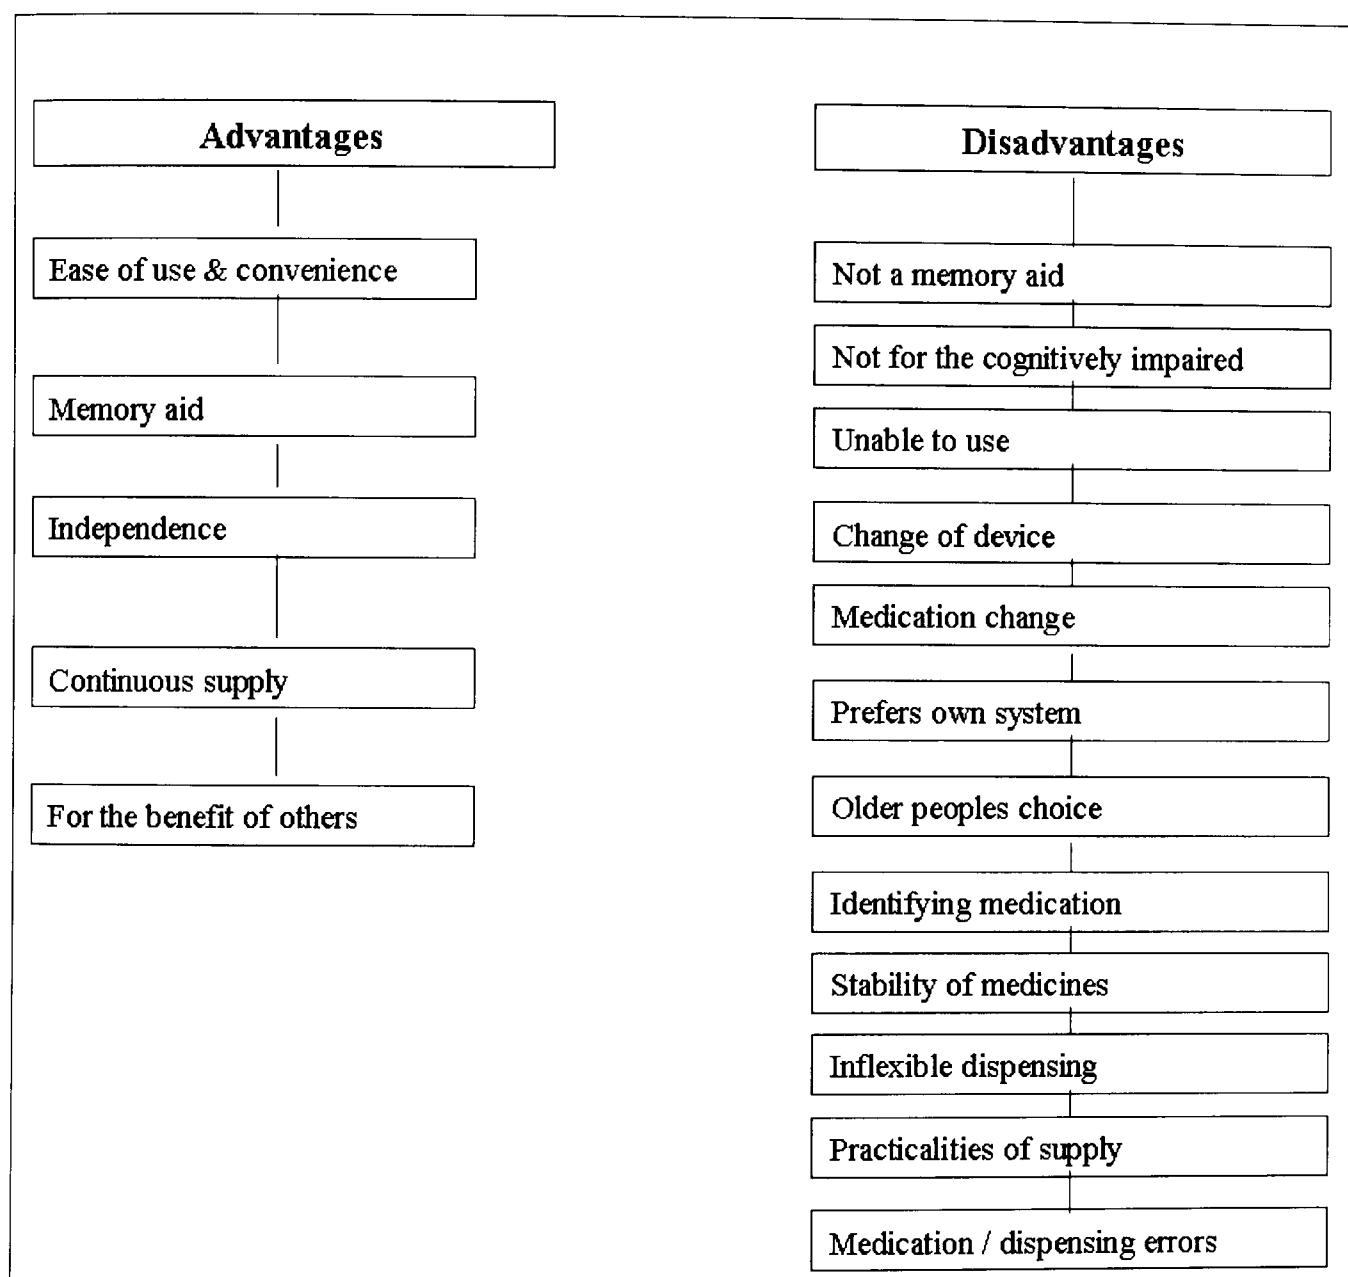 Advantages
Ease of use & convenience
Memory aid
Independence
Continuous supply
For the benefit of others
Disadvantages
Not a memory aid
Not for the cognitively impaired
Unable to use
Change of device
Medication change
Prefers own system
Older peoples choice
Identifying medication
Stability of medicines
Inflexible dispensing
Practicalities of supply
Medication / dispensing errors